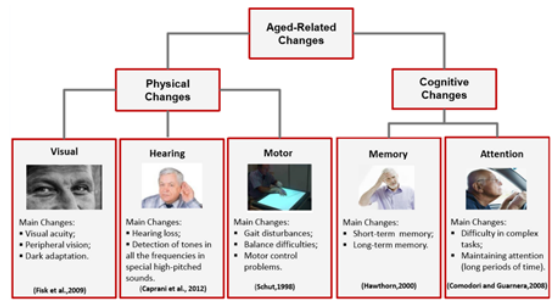 Aged-Related
Changes
Physical
Changes
Cognitive
Changes
Visual
Main Changes:
▪ Visual acuity;
▪ Peripheral vision;
▪ Dark adaptation.
(Fisk et al.,2009)
Hearing
Main Changes:
▪ Hearing loss;
▪ Detection of tones in
all the frequencies in
special high-pitched
sounds.
(Caprani et al., 2012)
Motor
Main Changes:
▪ Gait disturbances;
▪ Balance difficulties;
▪ Motor control
problems.
(Schut,1998)
Memory
Main Changes:
▪ Short-term memory;
▪ Long-term memory.
(Hawthorn,2000)
Attention
Main Changes:
▪ Difficulty in complex
tasks;
▪ Maintaining attention
(long periods of time).
(Comodori and Guarnera,2008)